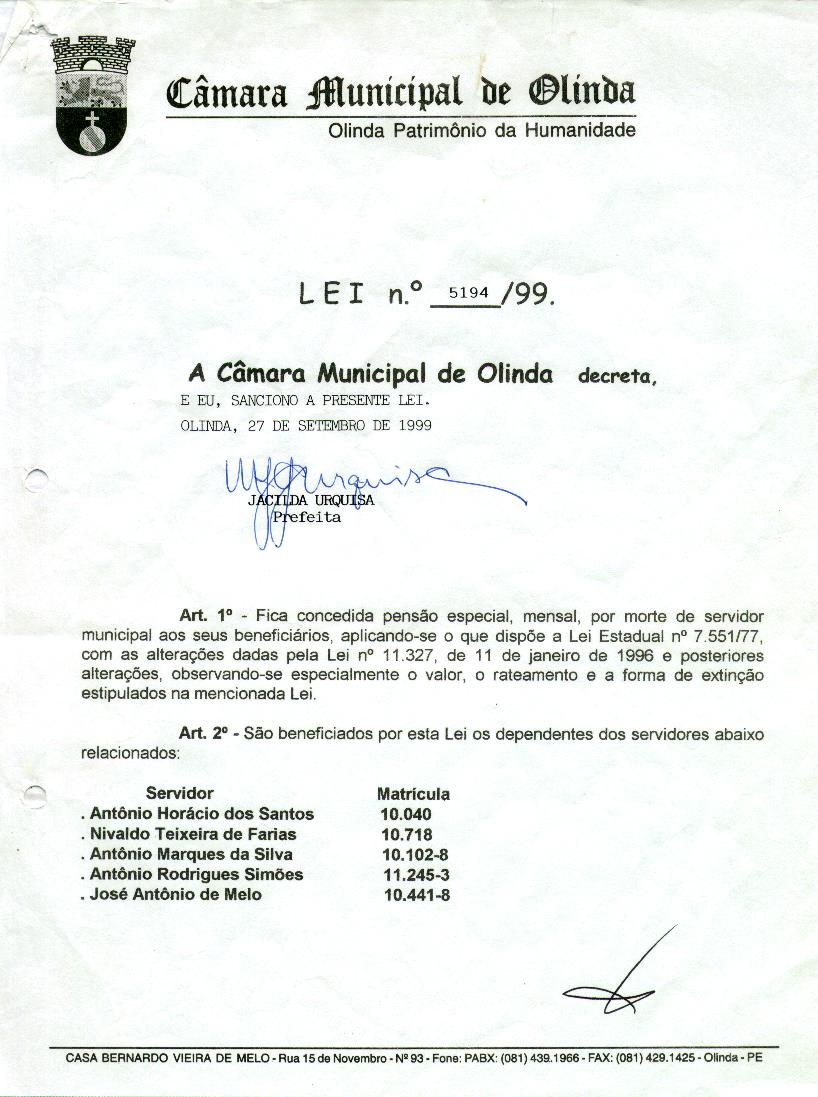 Câmara Municipal de Olinda
Olinda Patrimônio da Humanidade
LEI n.º 5194/99.
A Câmara Municipal de Olinda decreta,
E EU, SANCIONO A PRESENTE LEI.
OLINDA, 27 DE SETEMBRO DE 1999
JACILDA URQUISA
Prefeita
Art. 1º - Fica concedida pensão especial, mensal, por morte de servidor
municipal aos seus beneficiários, aplicando-se o que dispõe a Lei Estadual nº 7.551/77,
com as alterações dadas pela Lei nº 11.327, de 11 de janeiro de 1996 e posteriores
alterações, observando-se especialmente o valor, o rateamento e a forma de extinção
estipulados na mencionada Lei.
Art. 2º - São beneficiados por esta Lei os dependentes dos servidores abaixo
relacionados:
Servidor Matrícula
. Antônio Horácio dos Santos 10.040
. Nivaldo Teixeira de Farias 10.718
. Antônio Marques da Silva 10.102-8
. Antônio Rodrigues Simões 11.245-3
. José Antônio de Melo 10.441-8
CASA BERNARDO VIEIRA DE MELO - Rua 15 de Novembro - Nº 93 - Fone: PABX: (081) 439.1966 - FAX: (081) 429.1425 - Olinda - PE